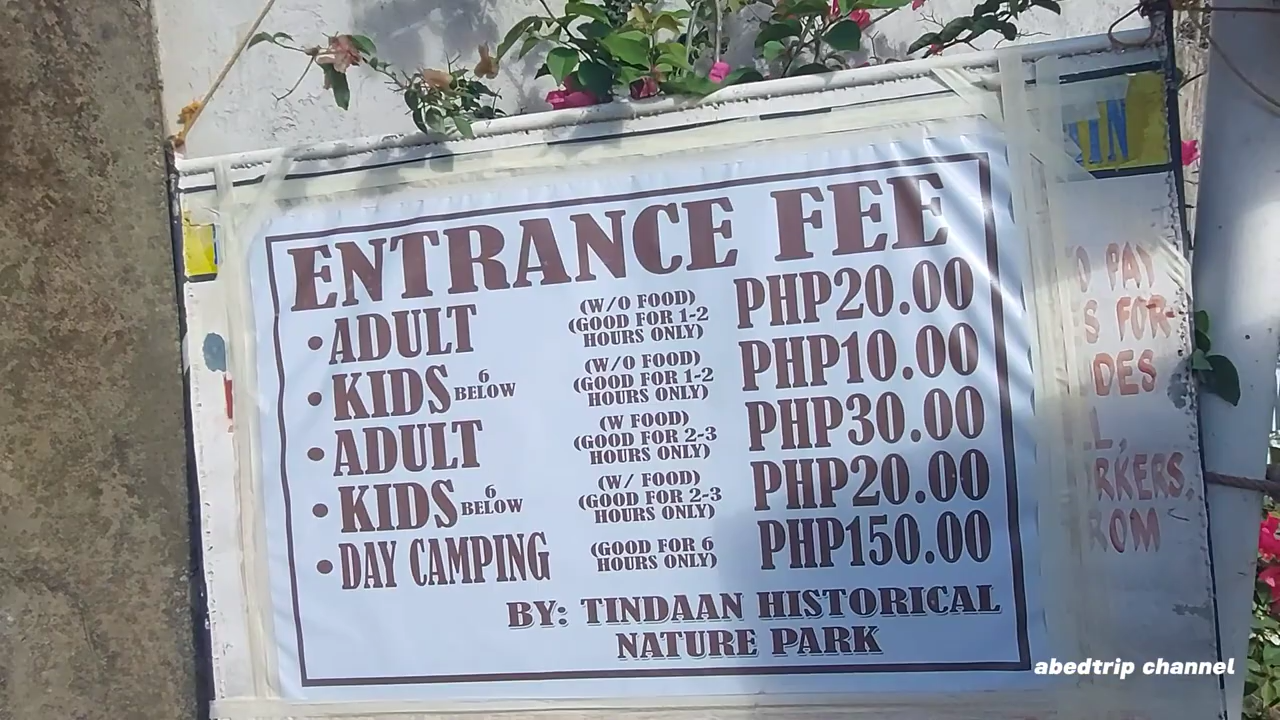 ENTRANCE FEE
• ADULT (W/O FOOD) (GOOD FOR 1-2 HOURS ONLY) PHP20.00
• KIDS 6 BELOW (W/O FOOD) (GOOD FOR 1-2 HOURS ONLY) PHP10.00
• ADULT (W FOOD) (GOOD FOR 2-3 HOURS ONLY) PHP30.00
• KIDS 6 BELOW (W/ FOOD) (GOOD FOR 2-3 HOURS ONLY) PHP20.00
• DAY CAMPING (GOOD FOR 6 HOURS ONLY) PHP150.00
BY: TINDAAN HISTORICAL
NATURE PARK
PAY
FOR-
abedtrip channel